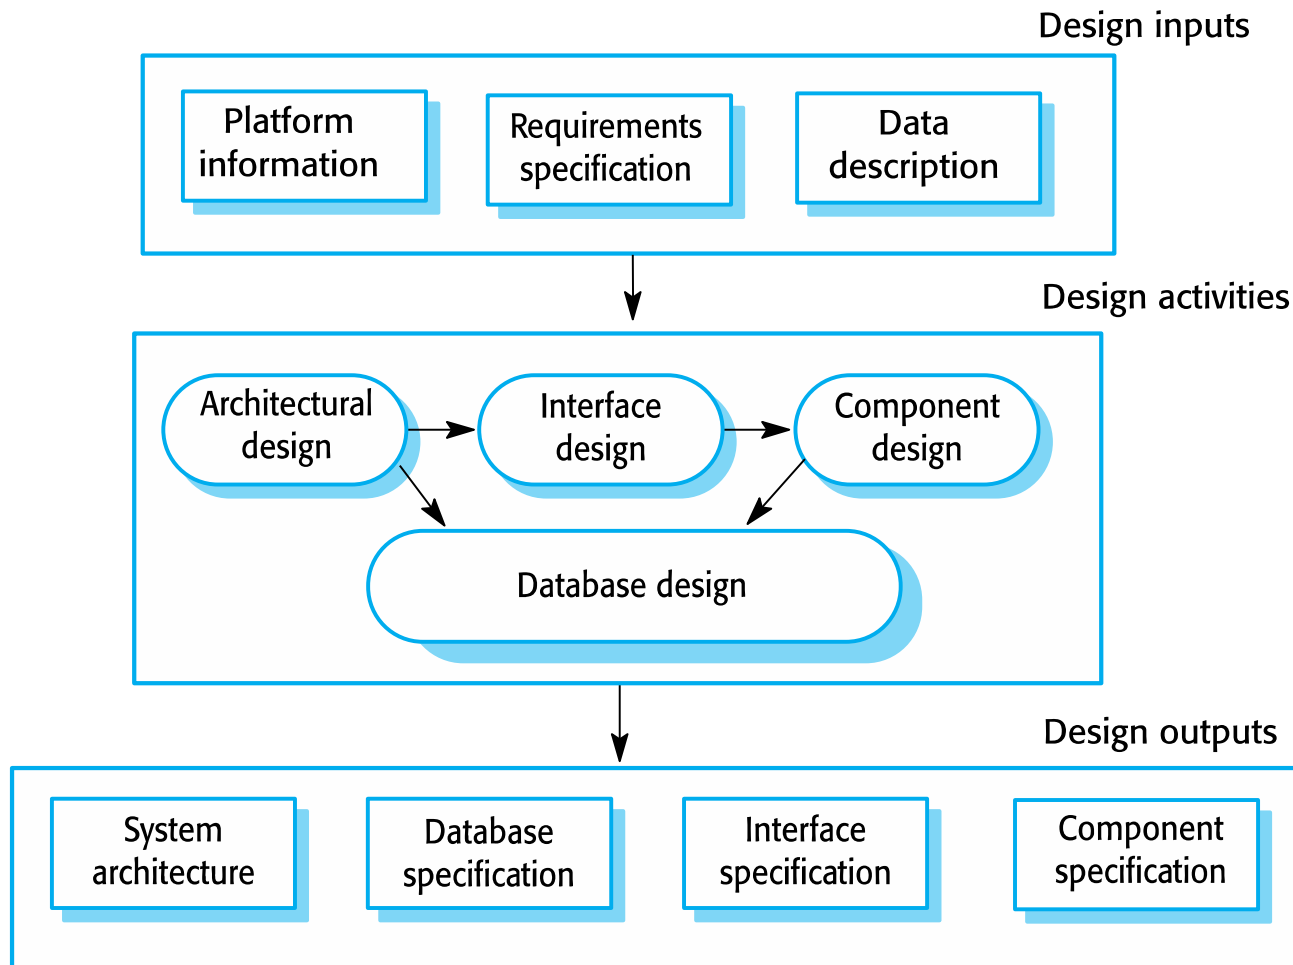 Design inputs
Platform
information
Requirements
specification
Data
description
Design activities
Architectural
design
Interface
design
Component
design
Database design
Design outputs
System
architecture
Database
specification
Interface
specification
Component
specification